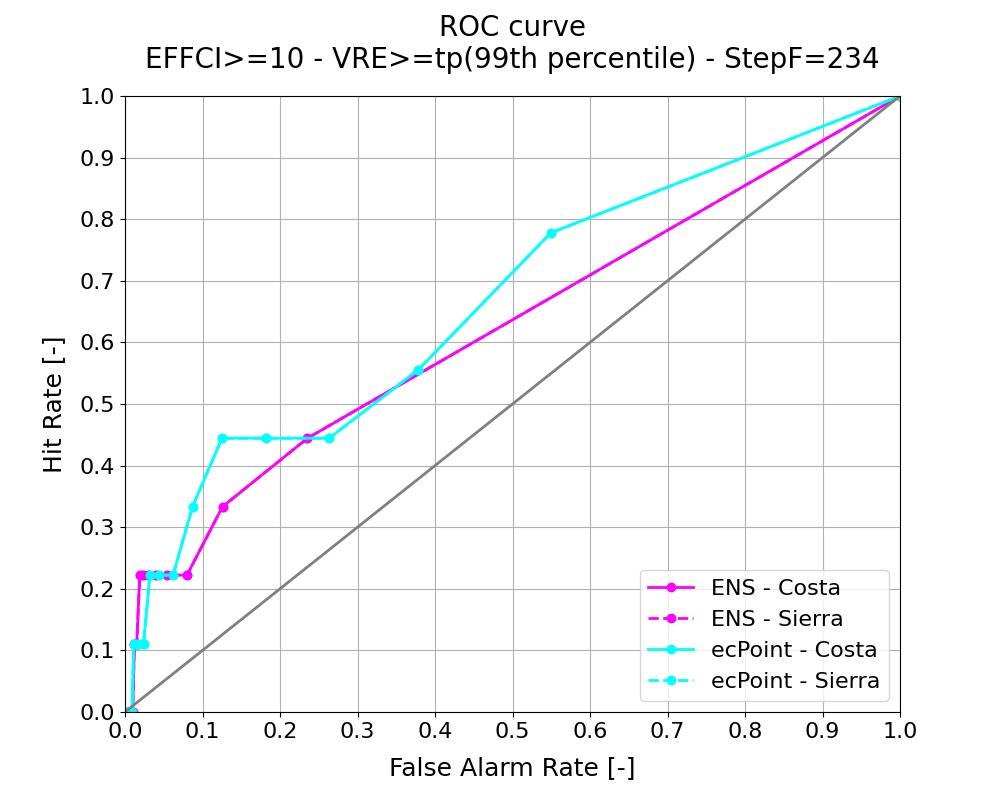 ROC curve
EFFCI>=10 - VRE>=tp(99th percentile) - StepF=234
1.0
0.9
0.8
0.7
0.6
0.5
0.4
0.3
0.2
0.1
0.0
Hit Rate [-]
ENS - Costa
ENS - Sierra
ecPoint - Costa
ecPoint - Sierra
0.0 0.1 0.2 0.3 0.4 0.5 0.6 0.7 0.8 0.9 1.0
False Alarm Rate [-]